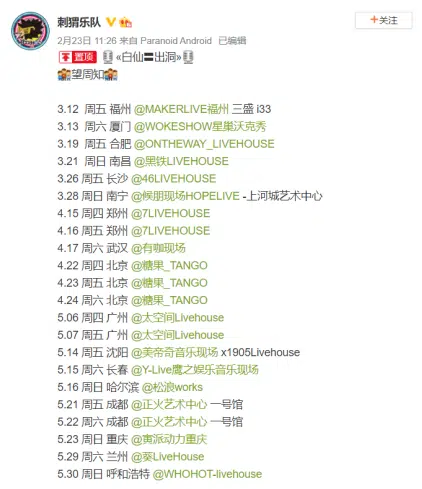 刺猬乐队
+关注
2月23日 11:26 来自 Paranoid Android 已编辑
置顶 «白仙〓出洞»
望周知
3.12 周五 福州 @MAKERLIVE福州 三盛 i33
3.13 周六 厦门 @WOKESHOW星巢沃克秀
3.19 周五 合肥 @ONTHEWAY_LIVEHOUSE
3.21 周日 南昌 @黑铁LIVEHOUSE
3.26 周五 长沙 @46LIVEHOUSE
3.28 周日 南宁 @候朋现场HOPELIVE -上河城艺术中心
4.15 周四 郑州 @7LIVEHOUSE
4.16 周五 郑州 @7LIVEHOUSE
4.17 周六 武汉 @有咖现场
4.22 周四 北京 @糖果_TANGO
4.23 周五 北京 @糖果_TANGO
4.24 周六 北京 @糖果_TANGO
5.06 周四 广州 @太空间Livehouse
5.07 周五 广州 @太空间Livehouse
5.14 周五 沈阳 @美帝奇音乐现场 x1905Livehouse
5.15 周六 长春 @Y-Live鹰之娱乐音乐现场
5.16 周日 哈尔滨 @松浪works
5.21 周五 成都 @正火艺术中心 一号馆
5.22 周六 成都 @正火艺术中心 一号馆
5.23 周日 重庆 @寅派动力重庆
5.29 周六 兰州 @葵LiveHouse
5.30 周日 呼和浩特 @WHOHOT-livehouse